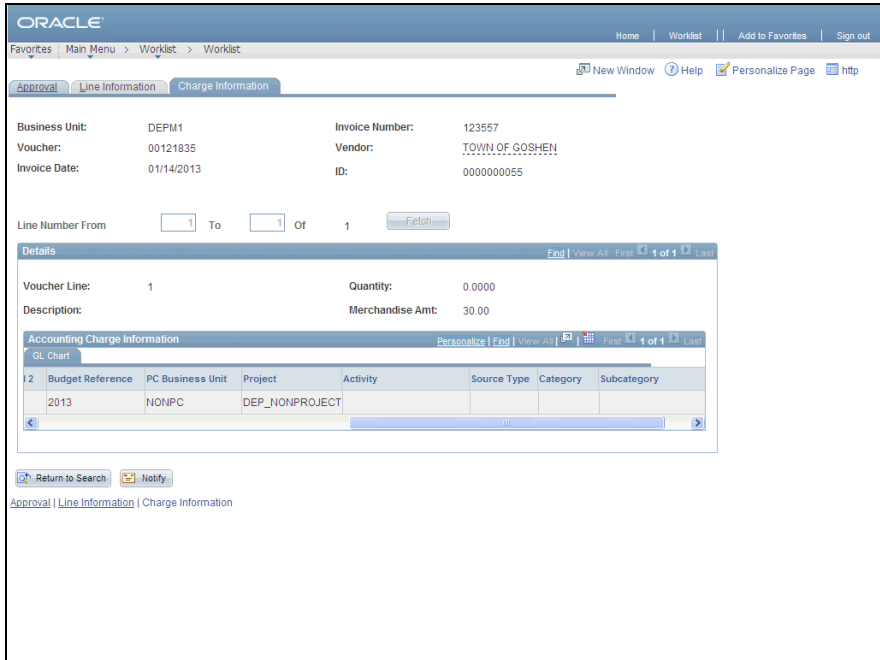 ORACLE
Home | Worklist | Add to Favorites | Sign out
Favorites | Main Menu > Worklist > Worklist
New Window Help Personalize Page http
Approval Line Information Charge Information
Business Unit: DEPM1 Invoice Number: 123557
Voucher: 00121835 Vendor: TOWN OF GOSHEN
Invoice Date: 01/14/2013 ID: 0000000055
Line Number From 1 To 1 Of 1 Fetch
Details Find | View All First 1 of 1 Last
Voucher Line: 1 Quantity: 0.0000
Description: Merchandise Amt: 30.00
Accounting Charge Information Personalize | Find | View All | First 1 of 1 Last
GL Chart
l 2 Budget Reference PC Business Unit Project Activity Source Type Category Subcategory
2013 NONPC DEP_NONPROJECT
Return to Search Notify
Approval | Line Information | Charge Information